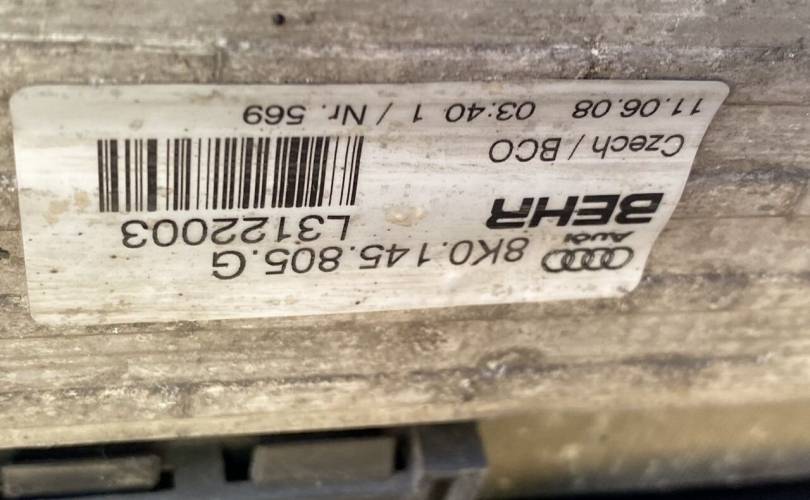 Audi 8K0.145.805.G
BEHR L3122003
Czech / BCO
11.06.08 03:40 1 / Nr. 569